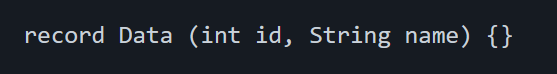 record Data (int id, String name) {}